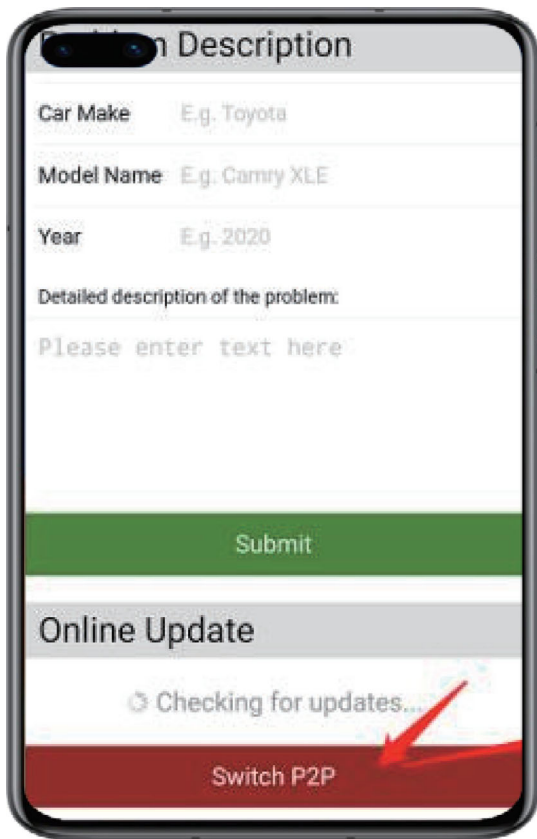 Description
Car Make E.g. Toyota
Model Name E.g. Camry XLE
Year E.g. 2020
Detailed description of the problem:
Please enter text here
Submit
Online Update
Checking for updates...
Switch P2P